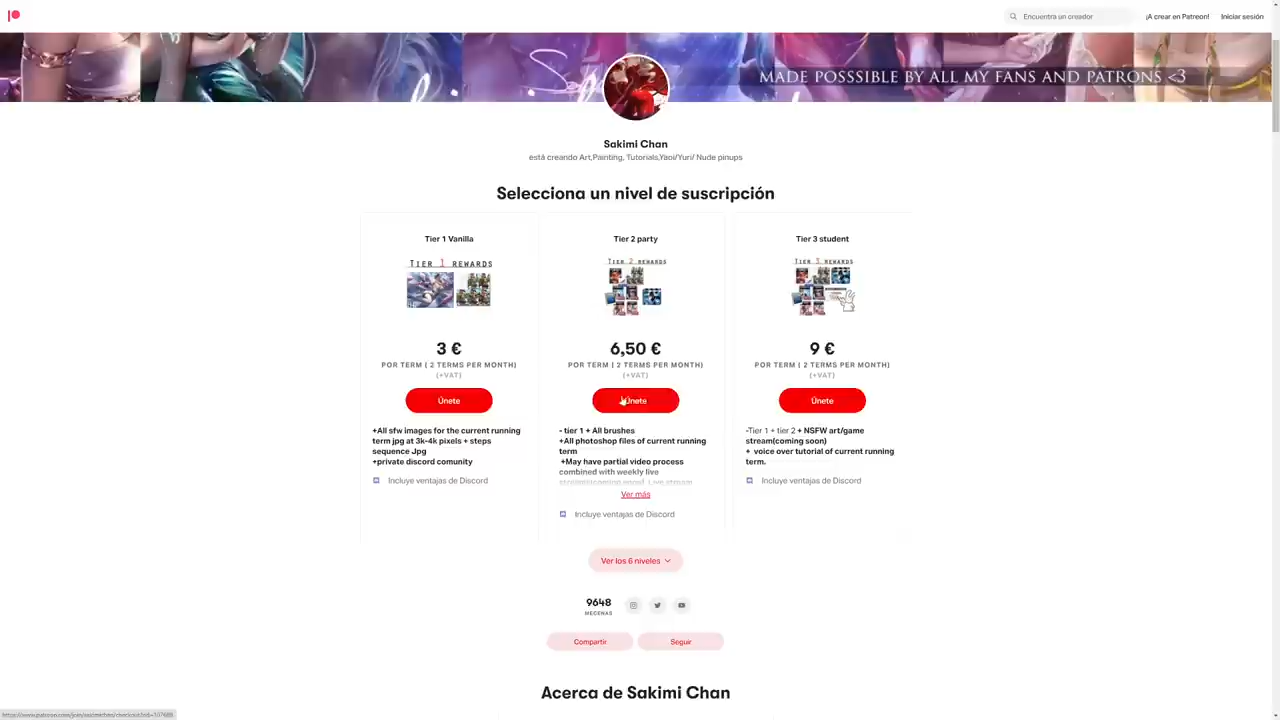 Encuentra un creador
¡A crear en Patreon!
Iniciar sesión
MADE POSSSIBLE BY ALL MY FANS AND PATRONS <3
Sakimi Chan
está creando Art,Painting, Tutorials,Yaoi/Yuri/ Nude pinups
Selecciona un nivel de suscripción
Tier 1 Vanilla
TIER 1 REWARDS
3 €
POR TERM ( 2 TERMS PER MONTH)
(+VAT)
Únete
+All sfw images for the current running
term jpg at 3k-4k pixels + steps
sequence Jpg
+private discord comunity
Incluye ventajas de Discord
Tier 2 party
TIER 2 REWARDS
6,50 €
POR TERM ( 2 TERMS PER MONTH)
(+VAT)
Únete
- tier 1 + All brushes
+All photoshop files of current running
term
+May have partial video process
combined with weekly live
Ver más
Incluye ventajas de Discord
Tier 3 student
TIER 3 REWARDS
9 €
POR TERM ( 2 TERMS PER MONTH)
(+VAT)
Únete
-Tier 1 + tier 2 + NSFW art/game
stream(coming soon)
+ voice over tutorial of current running
term.
Incluye ventajas de Discord
Ver los 6 niveles
9648
MECENAS
Compartir
Seguir
Acerca de Sakimi Chan